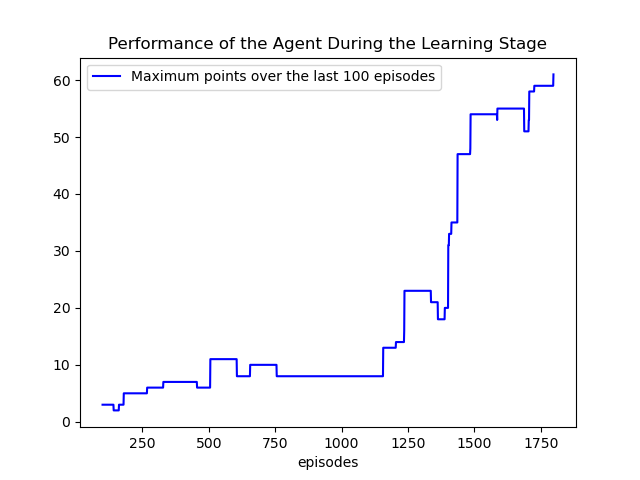 Performance of the Agent During the Learning Stage
Maximum points over the last 100 episodes
60
50
40
30
20
10
0
250 500 750 1000 1250 1500 1750
episodes